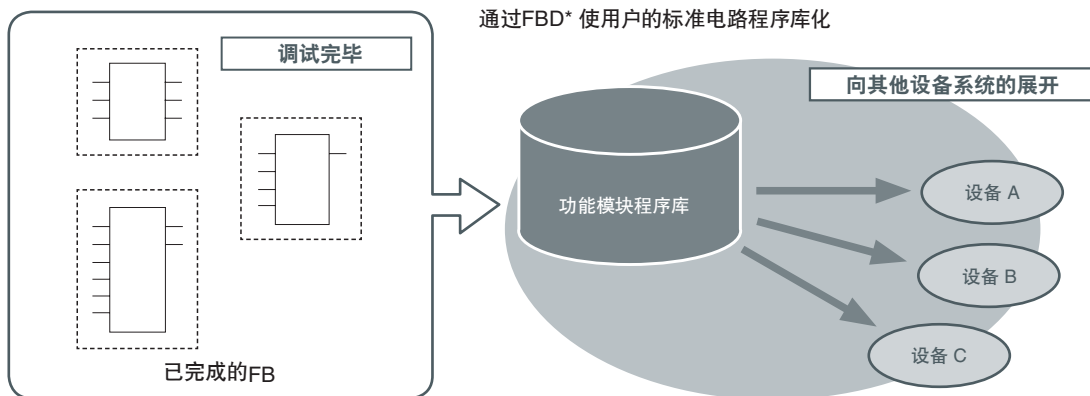 通过FBD* 使用户的标准电路程序库化
调试完毕
已完成的FB
向其他设备系统的展开
功能模块程序库
设备 A
设备 B
设备 C